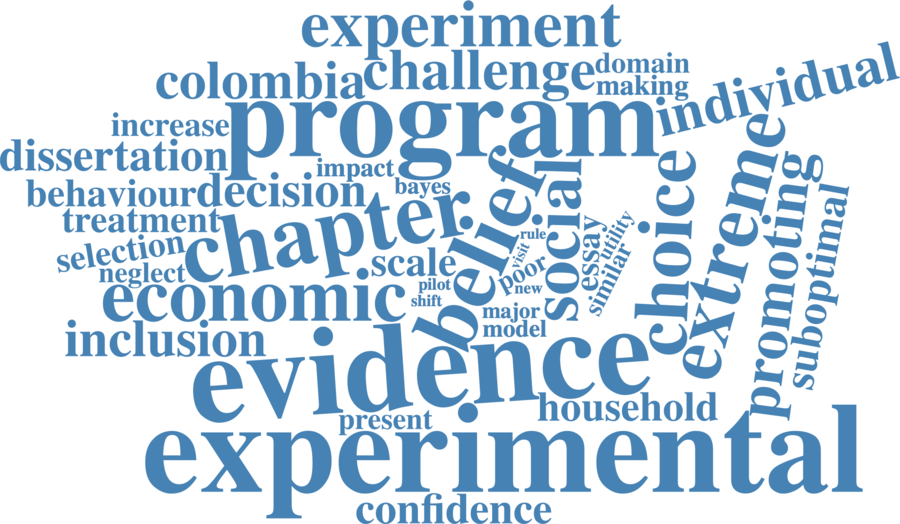 experiment
colombia
challenge
domain
making
individual
program
increase
dissertation
impact
behaviour
decision
bayes
treatment
chapter
selection
neglect
scale
economic
inclusion
belief
social
rule
visit
poor
new
pilot
shift
essay
utility
similar
major
model
choice
extreme
promoting
suboptimal
evidence
household
present
experimental
confidence